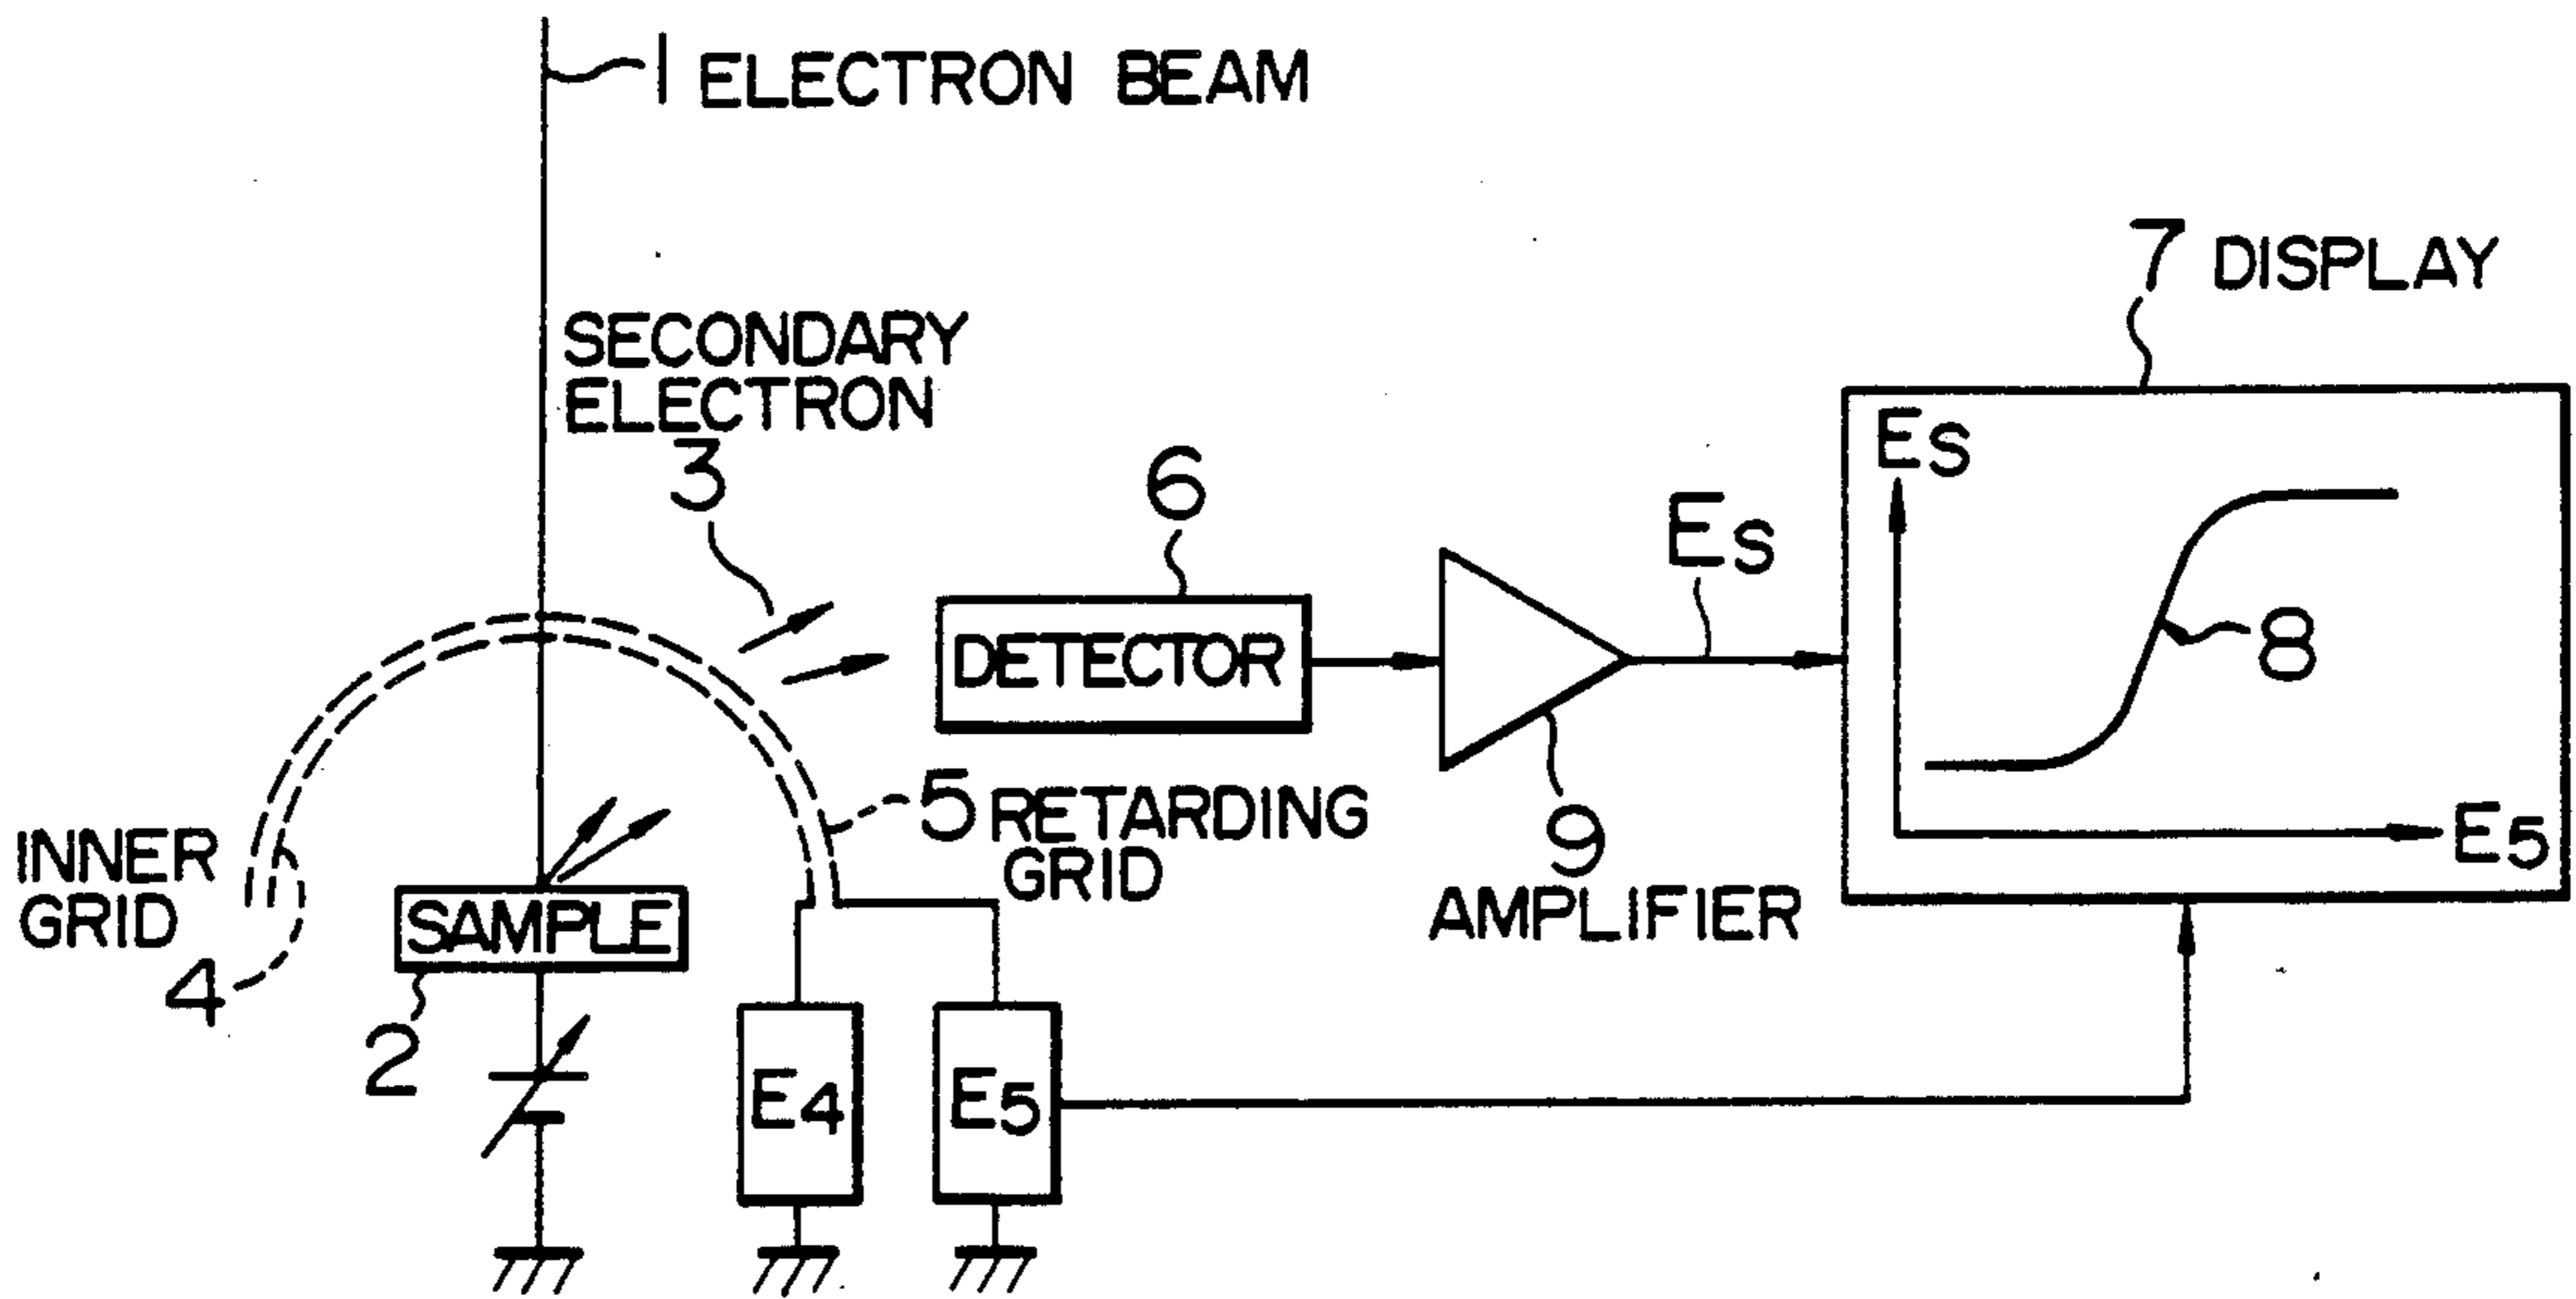 1 ELECTRON BEAM
7 DISPLAY
SECONDARY
ELECTRON
3
6
Es
Es
DETECTOR
8
5 RETARDING
GRID
E5
INNER
GRID
4
9
AMPLIFIER
SAMPLE
2
E4
E5